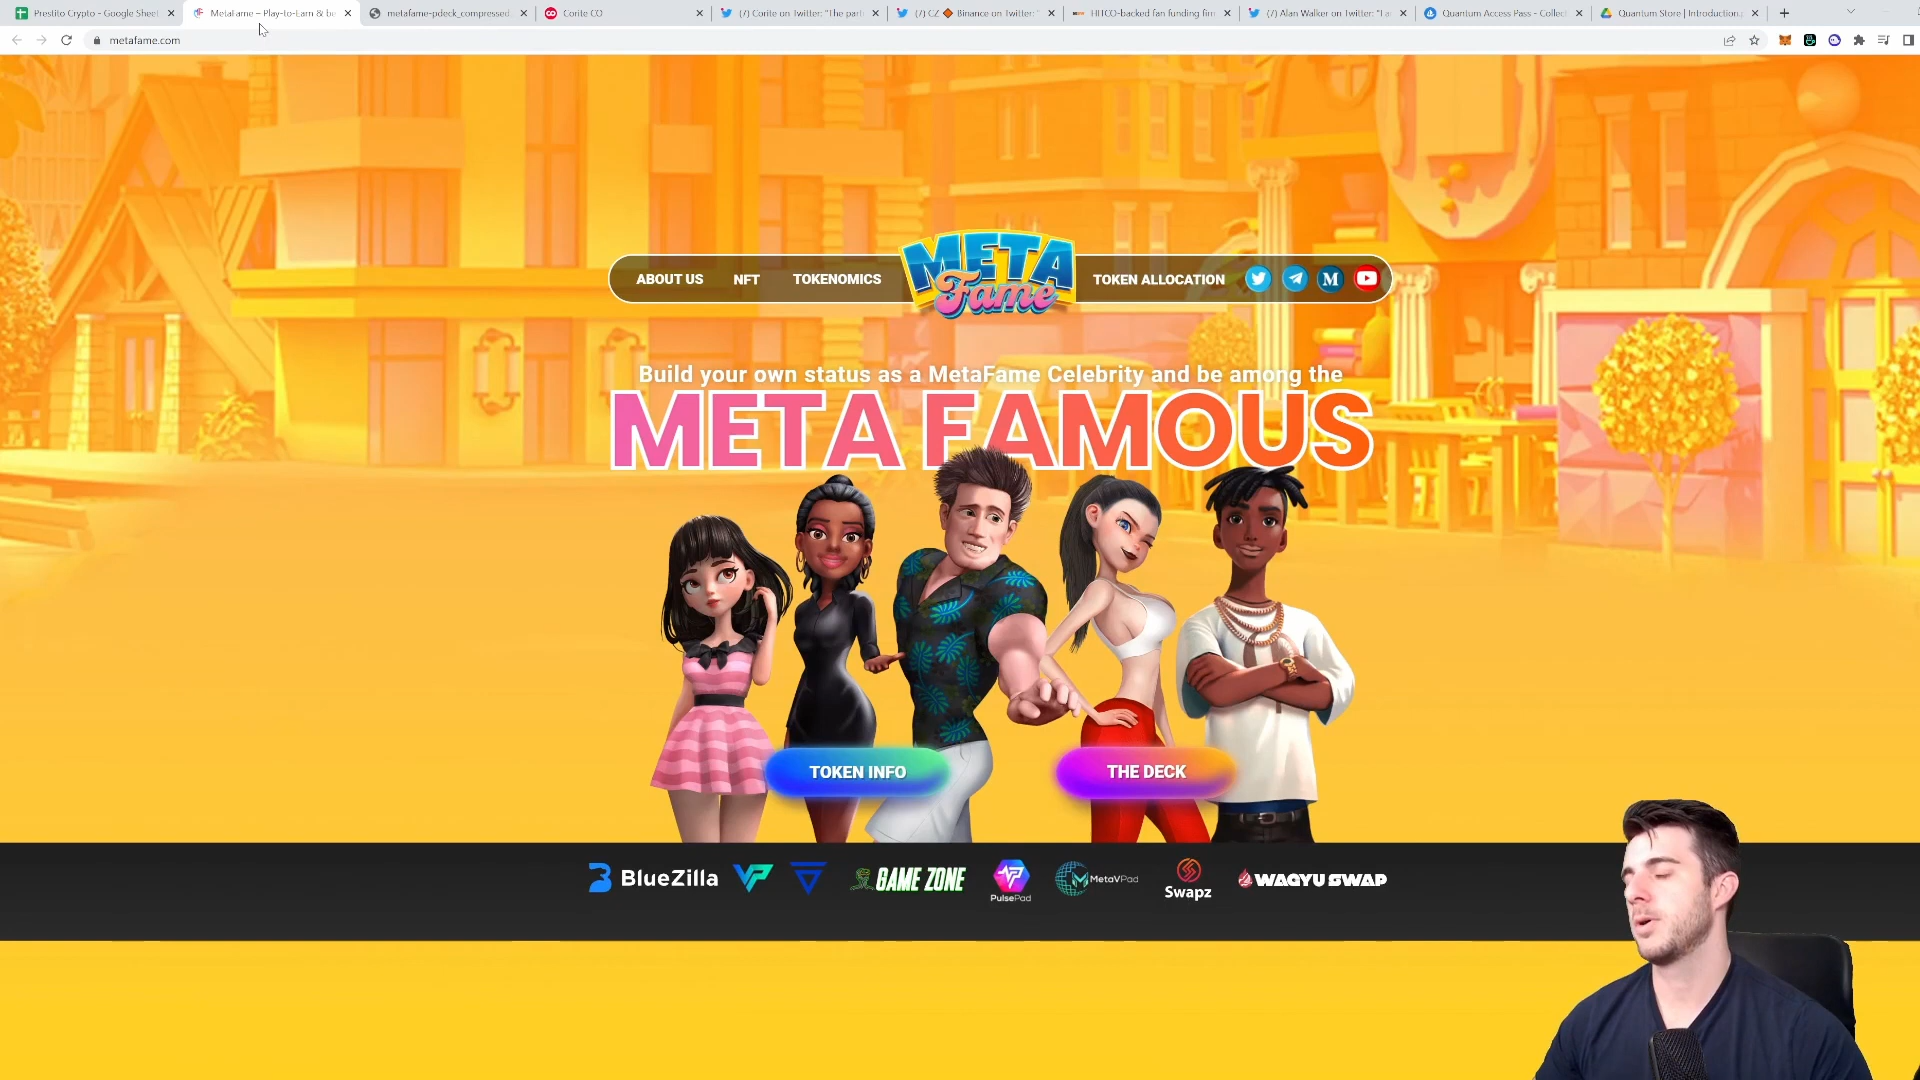 Prestito Crypto - Google Sheet
MetaFame – Play-to-Earn & be
metafame-pdeck_compressed.
Corite CO
(/) Corite on Twitter: "The part
(/) CZ 🔶 Binance on Twitter: "
HITCO-backed fan funding firm
(/) Alan Walker on Twitter: "I a
Quantum Access Pass - Collect
Quantum Store | Introduction.p
metafame.com
ABOUT US
NFT
TOKENOMICS
META
Fame
TOKEN ALLOCATION
Build your own status as a MetaFame Celebrity and be among the
META FAMOUS
TOKEN INFO
THE DECK
BlueZilla
GAME ZONE
PulsePad
MetaVPad
Swapz
WAGYU SWAP